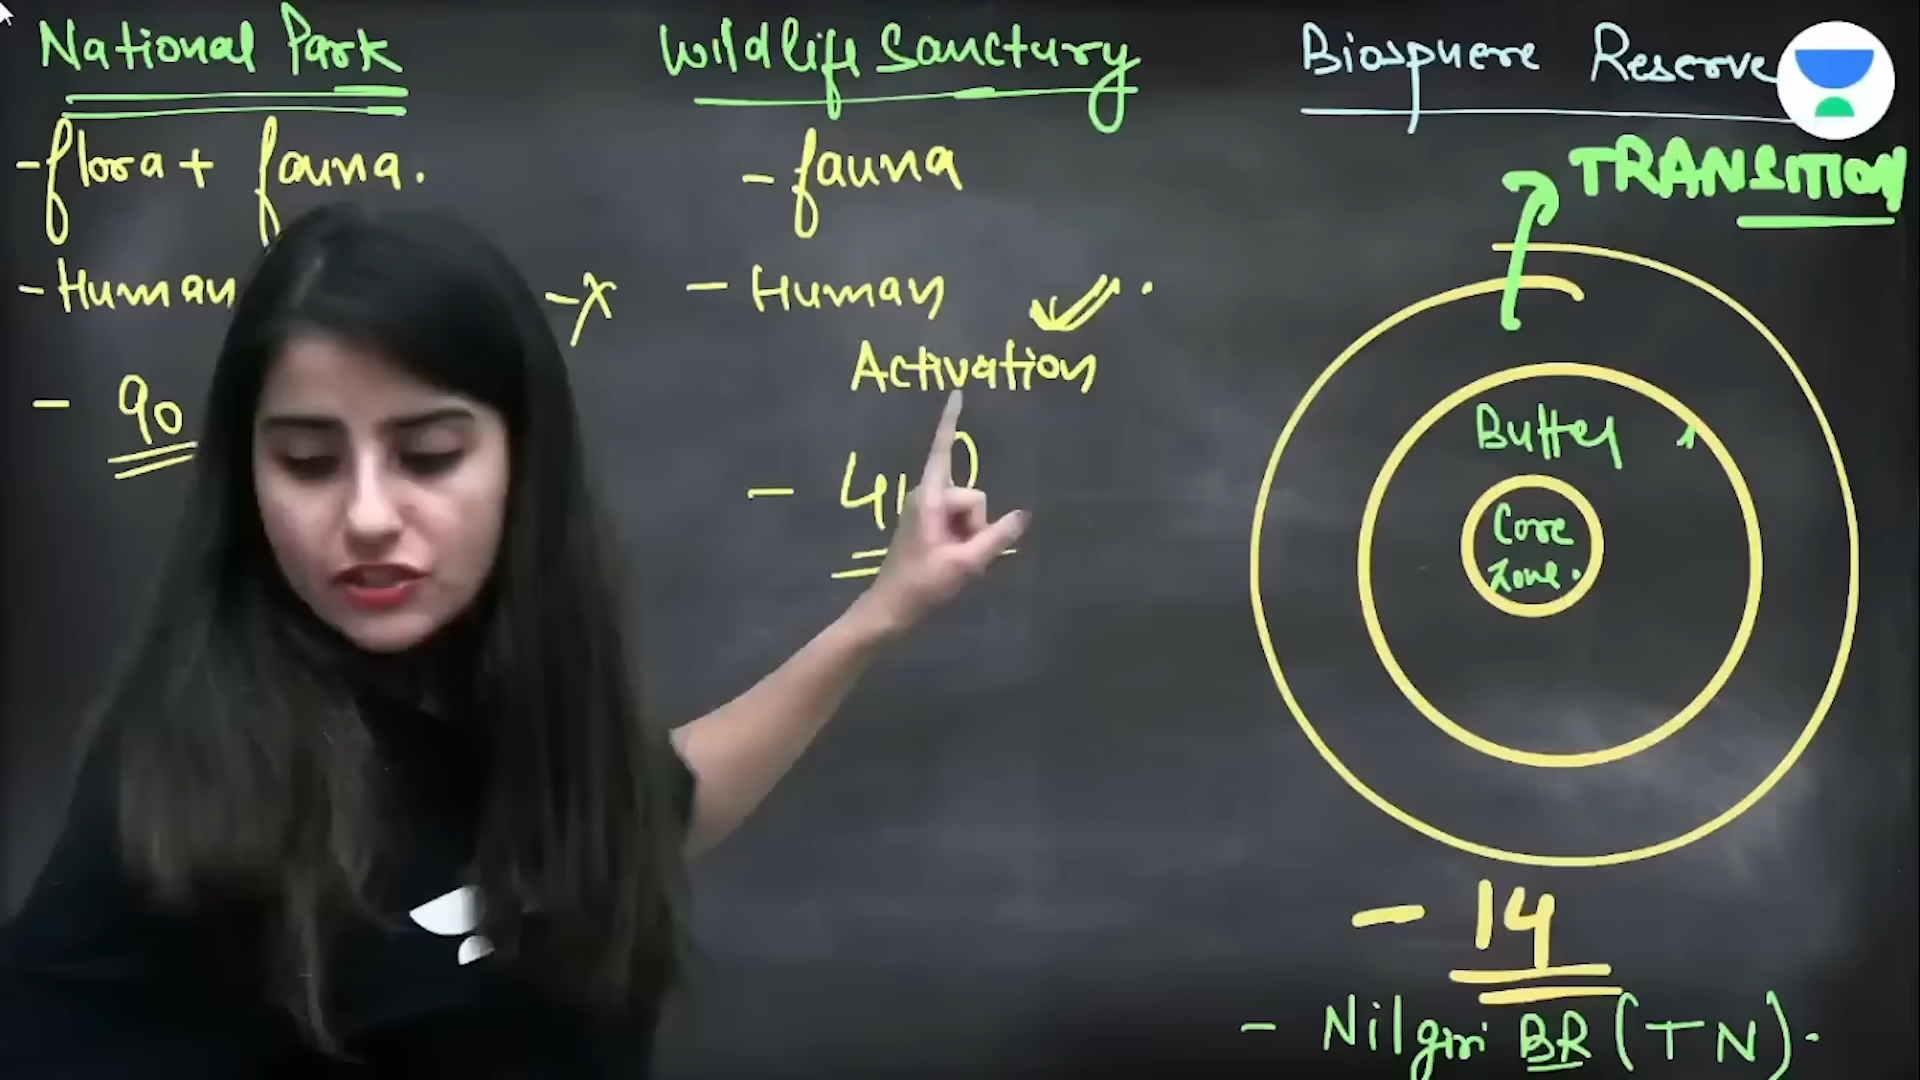 National Park
- flora + fauna.
- Human - X
- 90
Wildlife Sanctury
- fauna
- Human
Activation
Biosphere Reserve
TRANSITION
Buffer
Core
Zone.
- 14
- Nilgiri BR (TN).